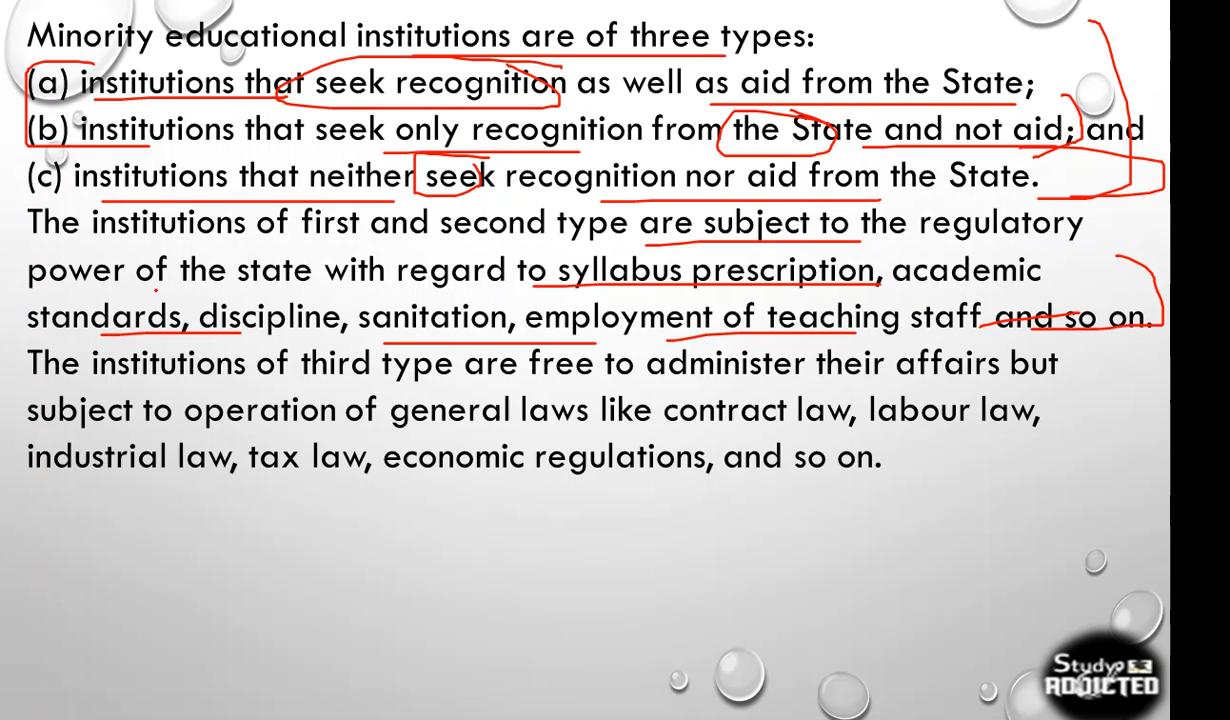 Minority educational institutions are of three types:
(a) institutions that seek recognition as well as aid from the State;
(b) institutions that seek only recognition from the State and not aid; and
(c) institutions that neither seek recognition nor aid from the State.
The institutions of first and second type are subject to the regulatory
power of the state with regard to syllabus prescription, academic
standards, discipline, sanitation, employment of teaching staff and so on.
The institutions of third type are free to administer their affairs but
subject to operation of general laws like contract law, labour law,
industrial law, tax law, economic regulations, and so on.
Study
ADDICTED